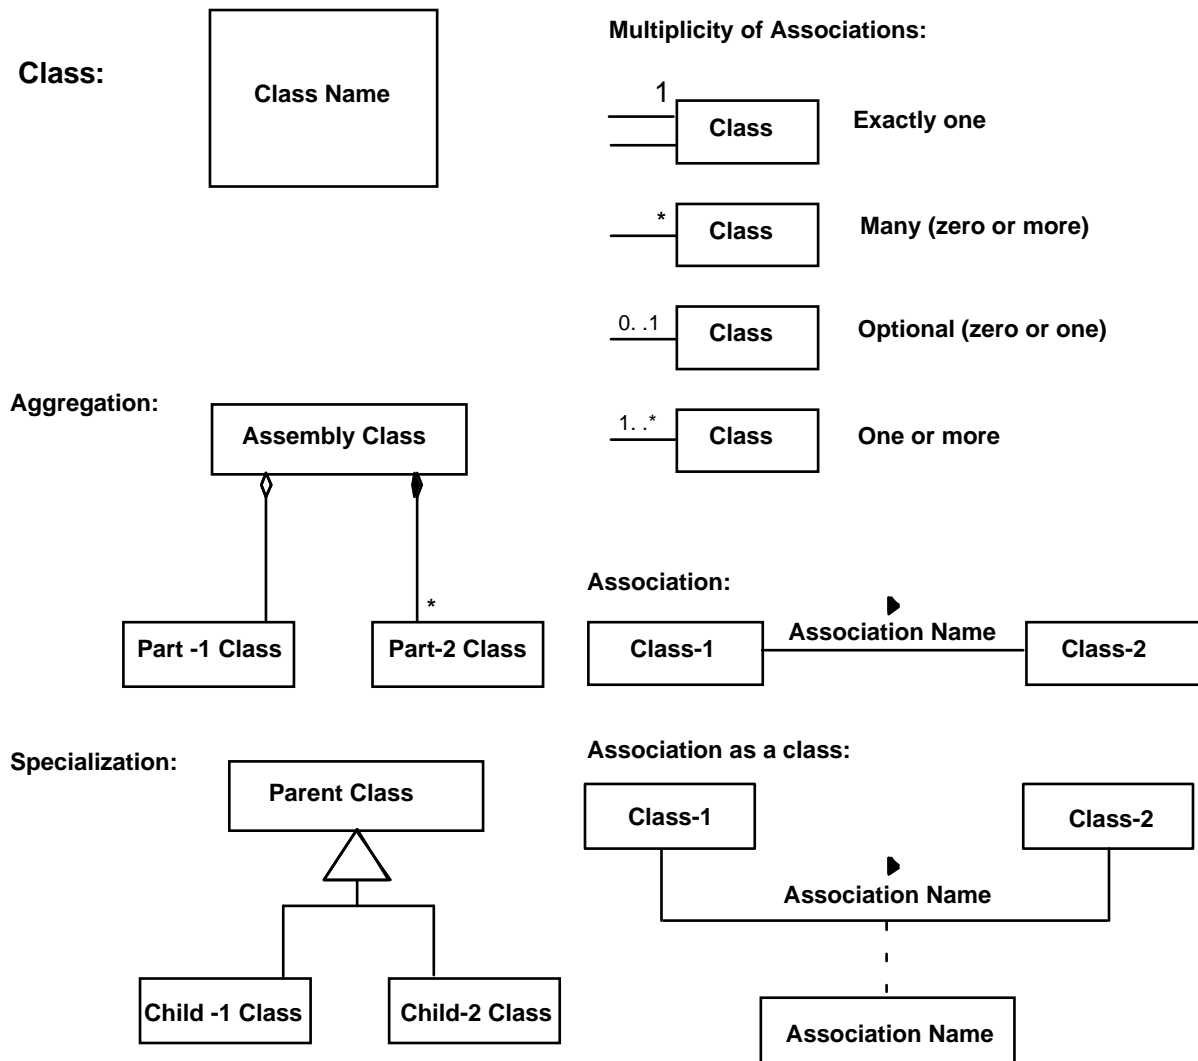 Class:
Class Name
Multiplicity of Associations:
1
Class
Exactly one
*
Class
Many (zero or more)
0. .1
Class
Optional (zero or one)
1. .*
Class
One or more
Aggregation:
Assembly Class
*
Part -1 Class
Part-2 Class
Association:
Class-1
Association Name
Class-2
Specialization:
Parent Class
Child -1 Class
Child-2 Class
Association as a class:
Class-1
Class-2
Association Name
Association Name